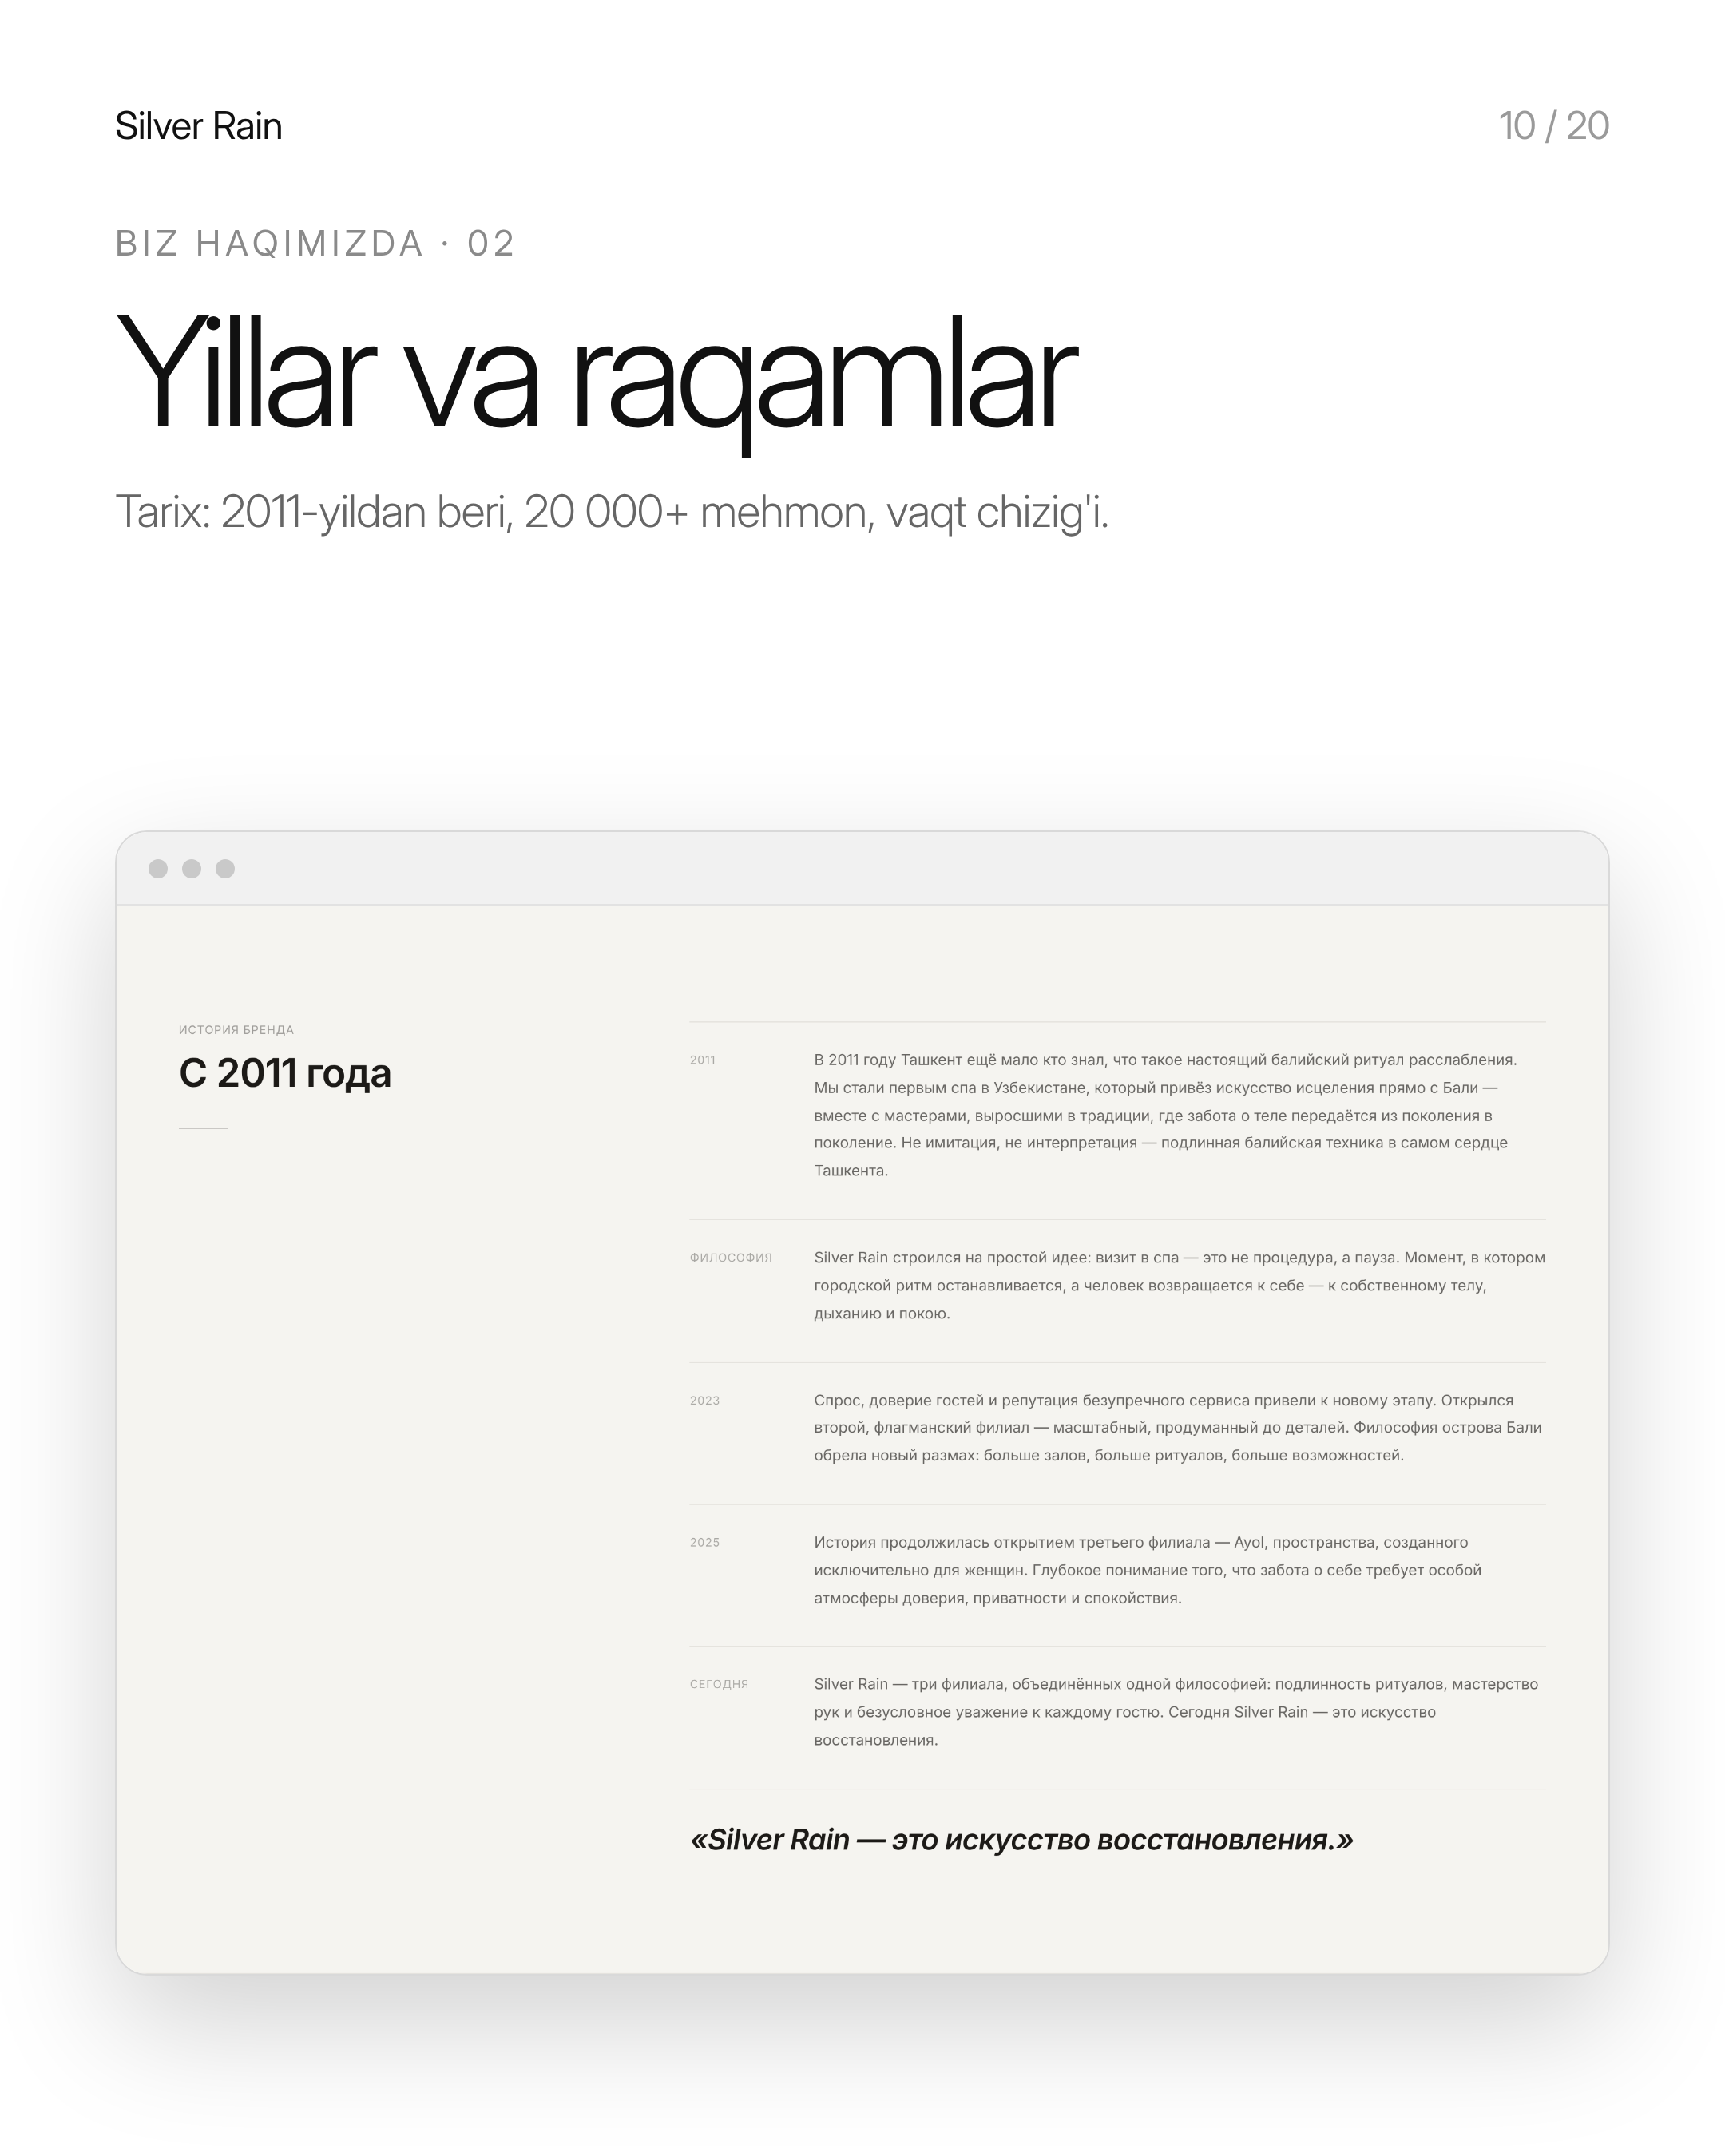 Silver Rain
10 / 20
BIZ HAQIMIZDA · 02
Yillar va raqamlar
Tarix: 2011-yildan beri, 20 000+ mehmon, vaqt chizig'i.
ИСТОРИЯ БРЕНДА
С 2011 года
2011
В 2011 году Ташкент ещё мало кто знал, что такое настоящий балийский ритуал расслабления.
Мы стали первым спа в Узбекистане, который привёз искусство исцеления прямо с Бали —
вместе с мастерами, выросшими в традиции, где забота о теле передаётся из поколения в
поколение. Не имитация, не интерпретация — подлинная балийская техника в самом сердце
Ташкента.
ФИЛОСОФИЯ
Silver Rain строился на простой идее: визит в спа — это не процедура, а пауза. Момент, в котором
городской ритм останавливается, а человек возвращается к себе — к собственному телу,
дыханию и покою.
2023
Спрос, доверие гостей и репутация безупречного сервиса привели к новому этапу. Открылся
второй, флагманский филиал — масштабный, продуманный до деталей. Философия острова Бали
обрела новый размах: больше залов, больше ритуалов, больше возможностей.
2025
История продолжилась открытием третьего филиала — Ayol, пространства, созданного
исключительно для женщин. Глубокое понимание того, что забота о себе требует особой
атмосферы доверия, приватности и спокойствия.
СЕГОДНЯ
Silver Rain — три филиала, объединённых одной философией: подлинность ритуалов, мастерство
рук и безусловное уважение к каждому гостю. Сегодня Silver Rain — это искусство
восстановления.
«Silver Rain — это искусство восстановления.»